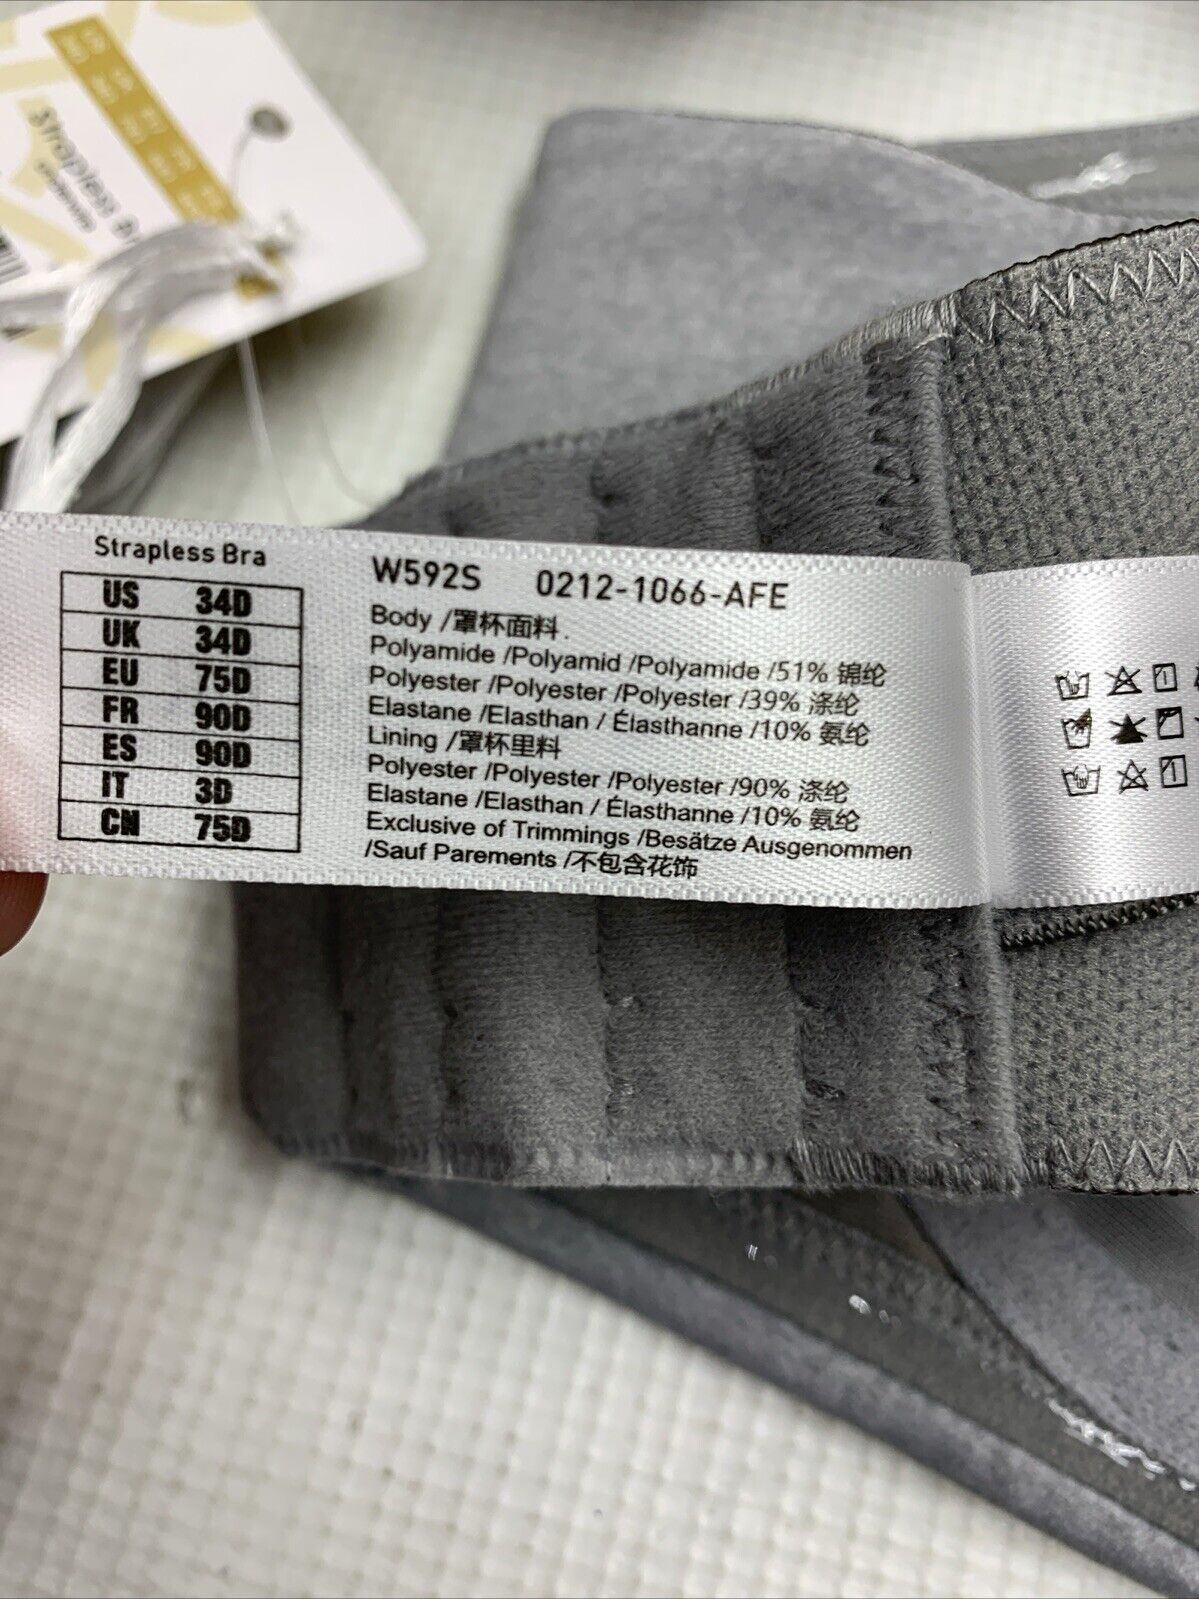 Strapless B
Strapless Bra
US 34D
UK 34D
EU 75D
FR 90D
ES 90D
IT 3D
CN 75D
W592S 0212-1066-AFE
Body /罩杯面料.
Polyamide /Polyamid /Polyamide /51% 锦纶
Polyester /Polyester /Polyester /39% 涤纶
Elastane /Elasthan / Élasthanne /10% 氨纶
Lining /罩杯里料
Polyester /Polyester /Polyester /90% 涤纶
Elastane /Elasthan / Élasthanne /10% 氨纶
Exclusive of Trimmings /Besätze Ausgenommen
/Sauf Parements /不包含花饰